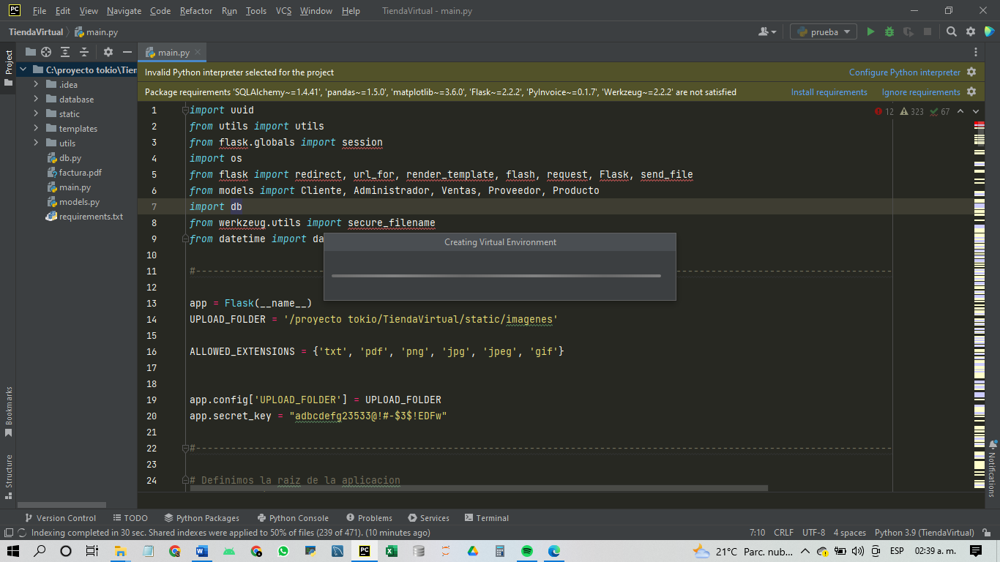 PC File Edit View Navigate Code Refactor Run Tools VCS Window Help TiendaVirtual - main.py
TiendaVirtual main.py prueba
Project
main.py
C:\proyecto tokio\Tien
.idea
database
static
templates
utils
db.py
factura.pdf
main.py
models.py
requirements.txt
Invalid Python interpreter selected for the project Configure Python interpreter
Package requirements 'SQLAlchemy~=1.4.41', 'pandas~=1.5.0', 'matplotlib~=3.6.0', 'Flask~=2.2.2', 'PyInvoice~=0.1.7', 'Werkzeug~=2.2.2' are not satisfied Install requirements Ignore requirements
12 323 67
1 import uuid
2 from utils import utils
3 from flask.globals import session
4 import os
5 from flask import redirect, url_for, render_template, flash, request, Flask, send_file
6 from models import Cliente, Administrador, Ventas, Proveedor, Producto
7 import db
8 from werkzeug.utils import secure_filename
9 from datetime import da
Creating Virtual Environment
10
11 #----------------------------------------------------------------------
12
13 app = Flask(__name__)
14 UPLOAD_FOLDER = '/proyecto tokio/TiendaVirtual/static/imagenes'
15
16 ALLOWED_EXTENSIONS = {'txt', 'pdf', 'png', 'jpg', 'jpeg', 'gif'}
17
18
19 app.config['UPLOAD_FOLDER'] = UPLOAD_FOLDER
20 app.secret_key = "adbcdefg23533@!#-$3$!EDFw"
21
22 #----------------------------------------------------------------------
23
24 # Definimos la raiz de la aplicacion
Bookmarks
Structure
Notifications
Version Control TODO Python Packages Python Console Problems Services Terminal
Indexing completed in 30 sec. Shared indexes were applied to 50% of files (239 of 471). (10 minutes ago) 7:10 CRLF UTF-8 4 spaces Python 3.9 (TiendaVirtual)
21°C Parc. nub... ESP 02:39 a. m.